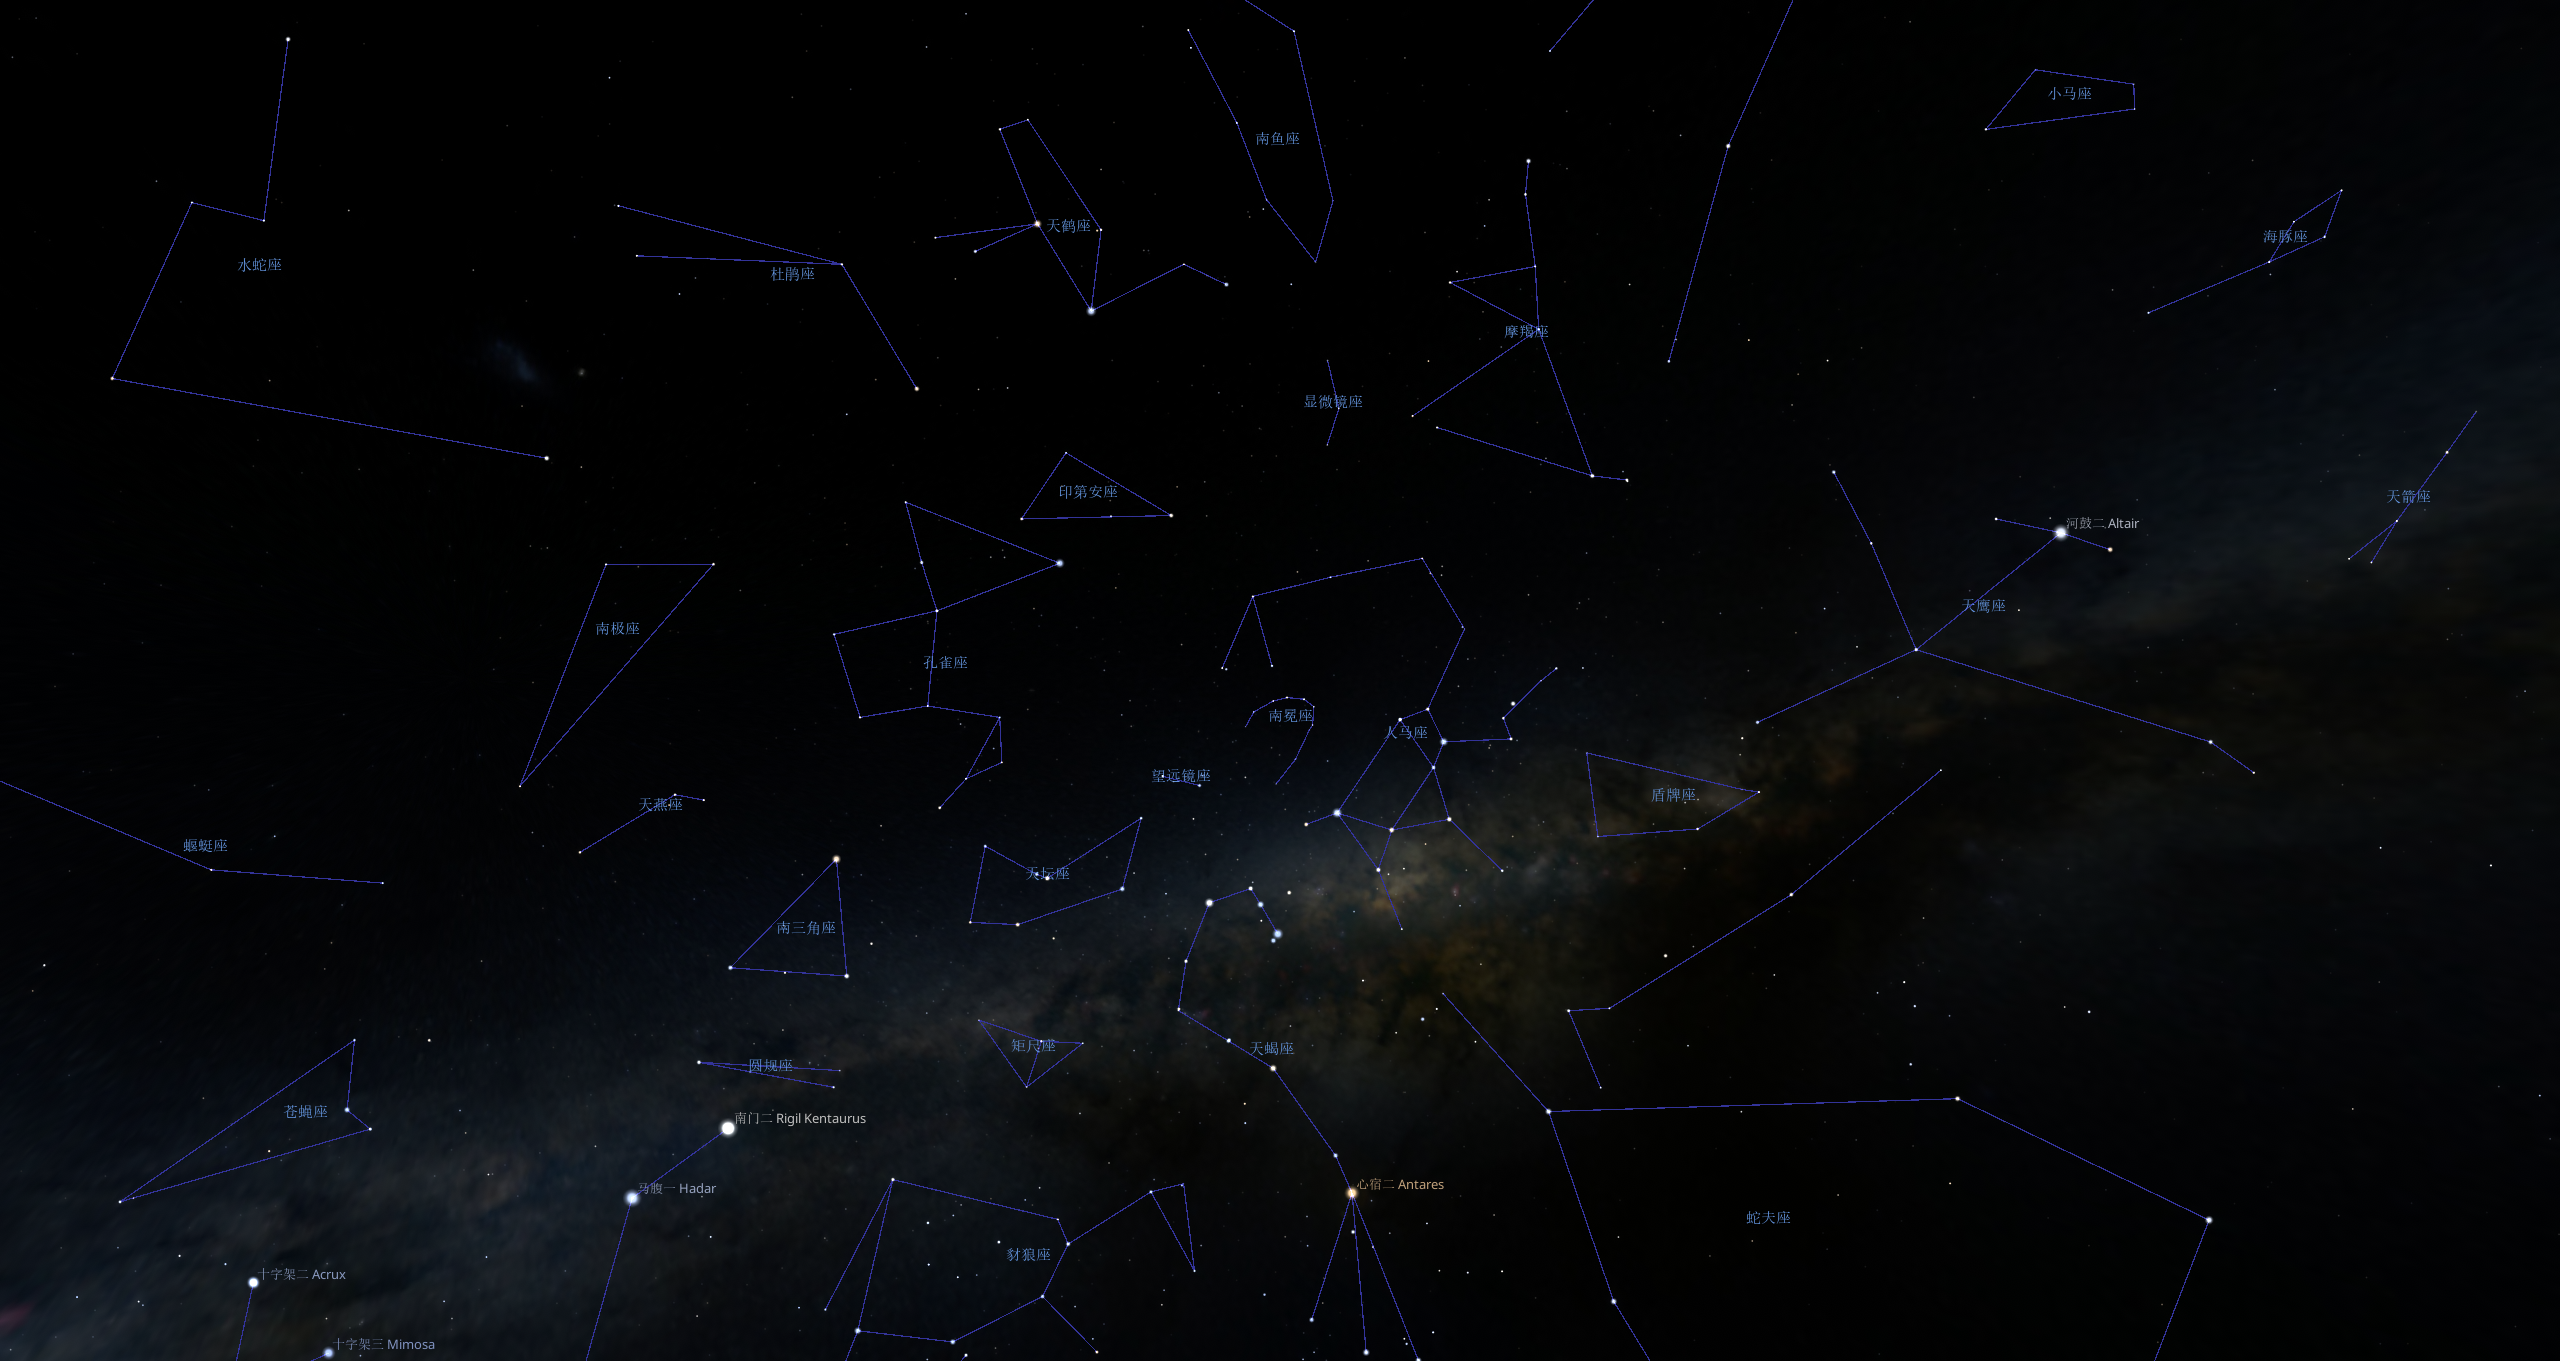 小马座
南鱼座
天鹤座
海豚座
水蛇座
杜鹃座
摩羯座
显微镜座
印第安座
天箭座
河鼓二 Altair
天鹰座
南极座
孔雀座
南冕座
人马座
望远镜座
盾牌座
天燕座
蝘蜓座
天坛座
南三角座
矩尺座
天蝎座
圆规座
苍蝇座
南门二 Rigil Kentaurus
马腹一 Hadar
心宿二 Antares
蛇夫座
豺狼座
十字架二 Acrux
十字架三 Mimosa